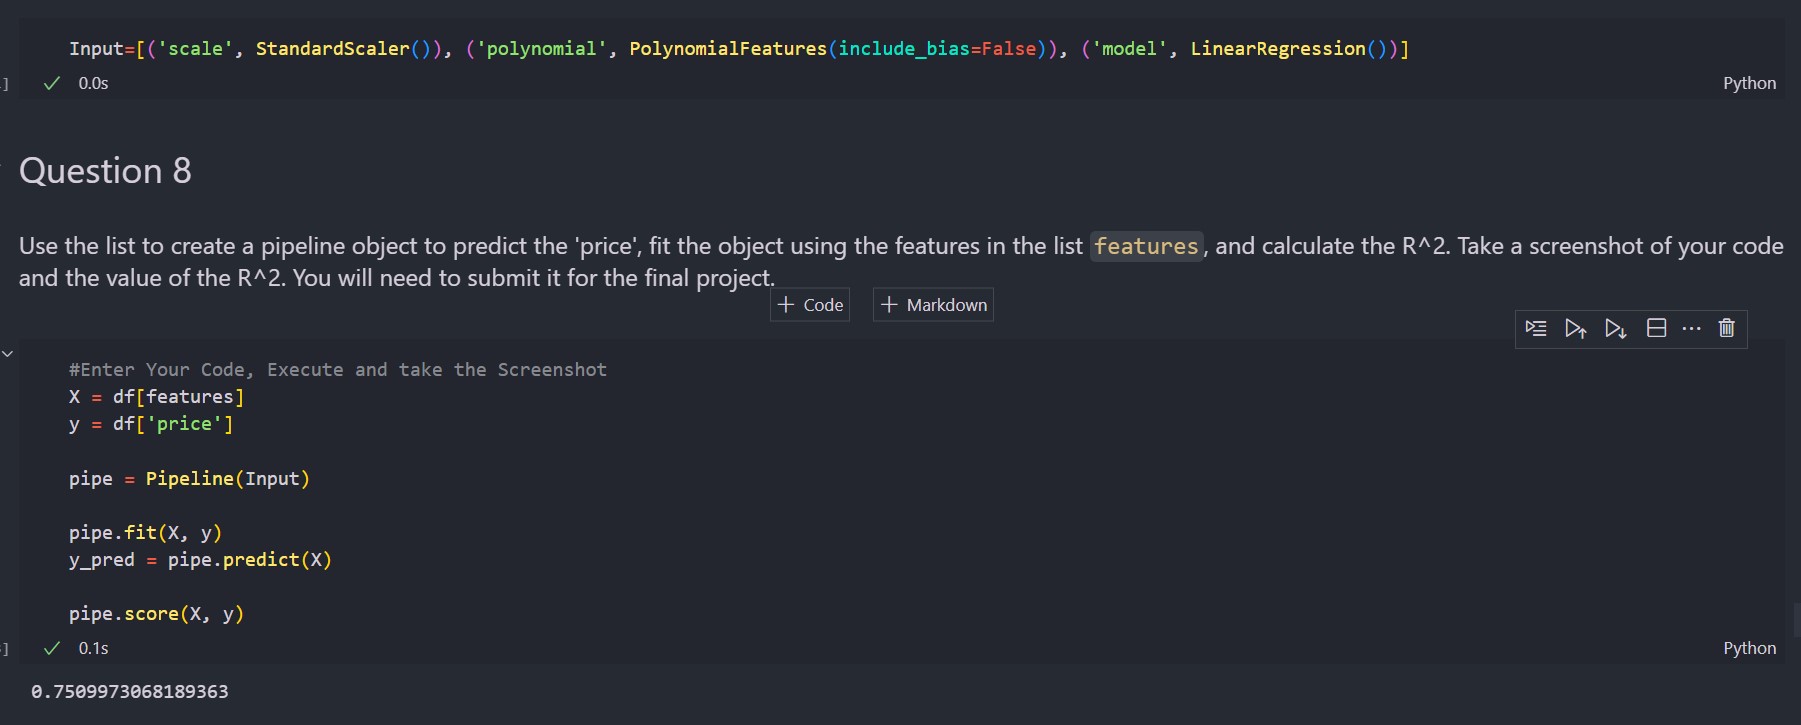 Input=[('scale', StandardScaler()), ('polynomial', PolynomialFeatures(include_bias=False)), ('model', LinearRegression())]
] 0.0s Python
Question 8
Use the list to create a pipeline object to predict the 'price', fit the object using the features in the list features, and calculate the R^2. Take a screenshot of your code
and the value of the R^2. You will need to submit it for the final project.
+ Code + Markdown
#Enter Your Code, Execute and take the Screenshot
X = df[features]
y = df['price']
pipe = Pipeline(Input)
pipe.fit(X, y)
y_pred = pipe.predict(X)
pipe.score(X, y)
] 0.1s Python
0.7509973068189363